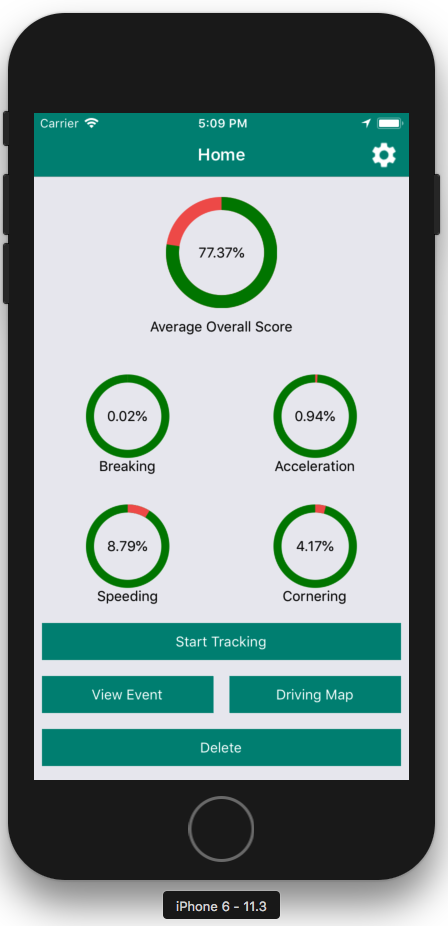 Carrier 5:09 PM
Home
77.37%
Average Overall Score
0.02% 0.94%
Breaking Acceleration
8.79% 4.17%
Speeding Cornering
Start Tracking
View Event Driving Map
Delete
iPhone 6 - 11.3